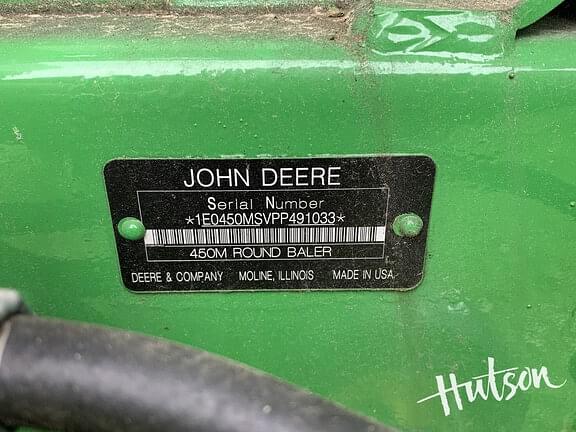 JOHN DEERE
Serial Number
*1E0450MSVPP491033*
450M ROUND BALER
DEERE & COMPANY MOLINE, ILLINOIS MADE IN USA
Hutson